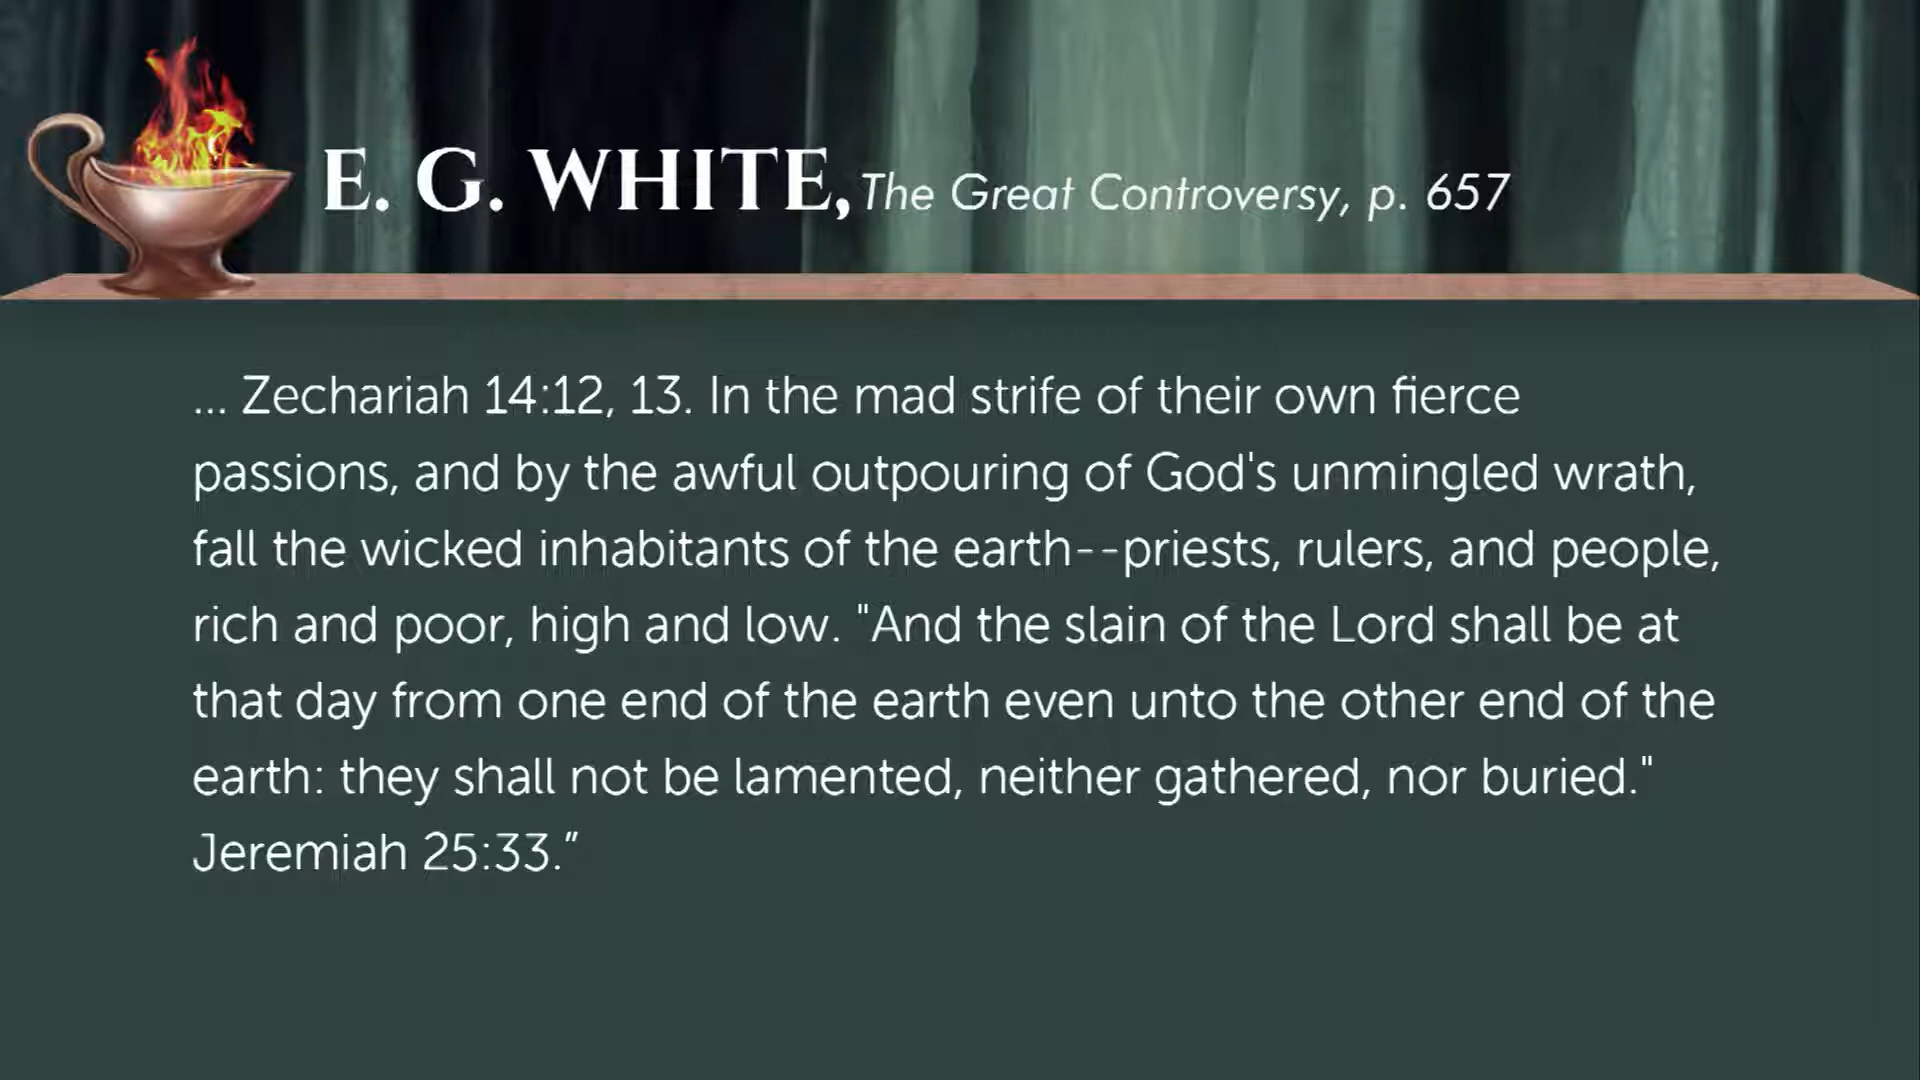 E. G. WHITE, The Great Controversy, p. 657
... Zechariah 14:12, 13. In the mad strife of their own fierce
passions, and by the awful outpouring of God's unmingled wrath,
fall the wicked inhabitants of the earth--priests, rulers, and people,
rich and poor, high and low. "And the slain of the Lord shall be at
that day from one end of the earth even unto the other end of the
earth: they shall not be lamented, neither gathered, nor buried."
Jeremiah 25:33.”